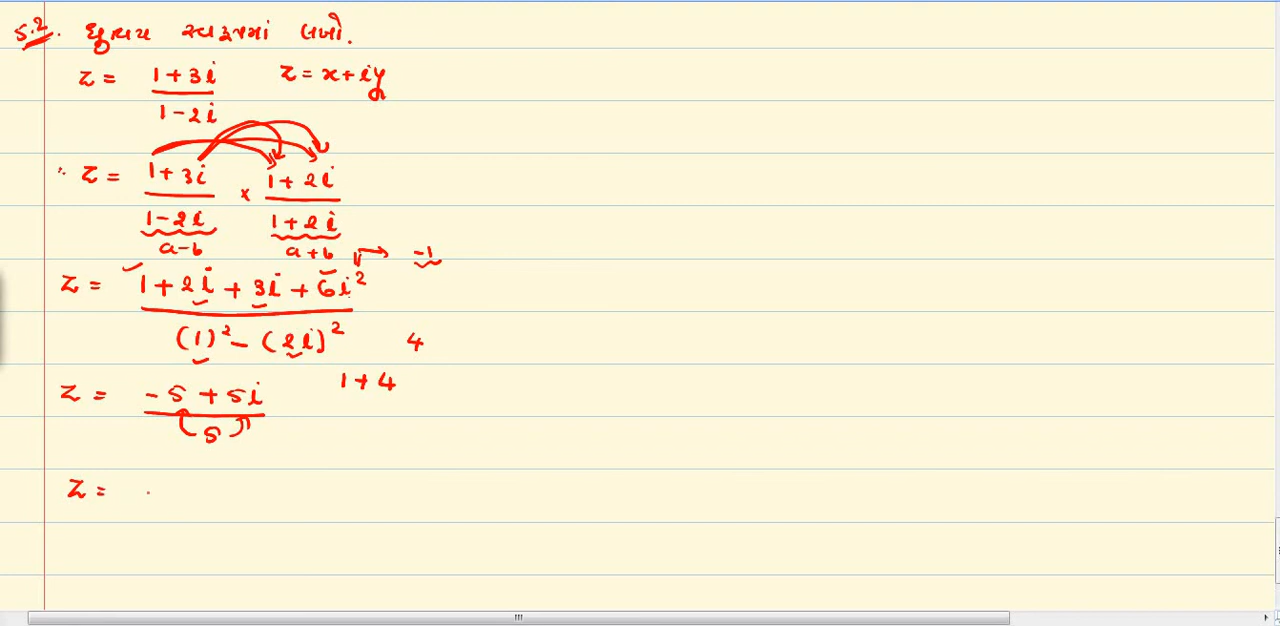 5.2. ધ્રુવીય સ્વરૂપમાં લખો.
z = 1 + 3i / 1 - 2i z = x + iy
∴ z = 1 + 3i / 1 - 2i × 1 + 2i / 1 + 2i
a - b a + b → -1
z = 1 + 2i + 3i + 6i² / (1)² - (2i)² 4
z = -5 + 5i / 5 1 + 4
z =